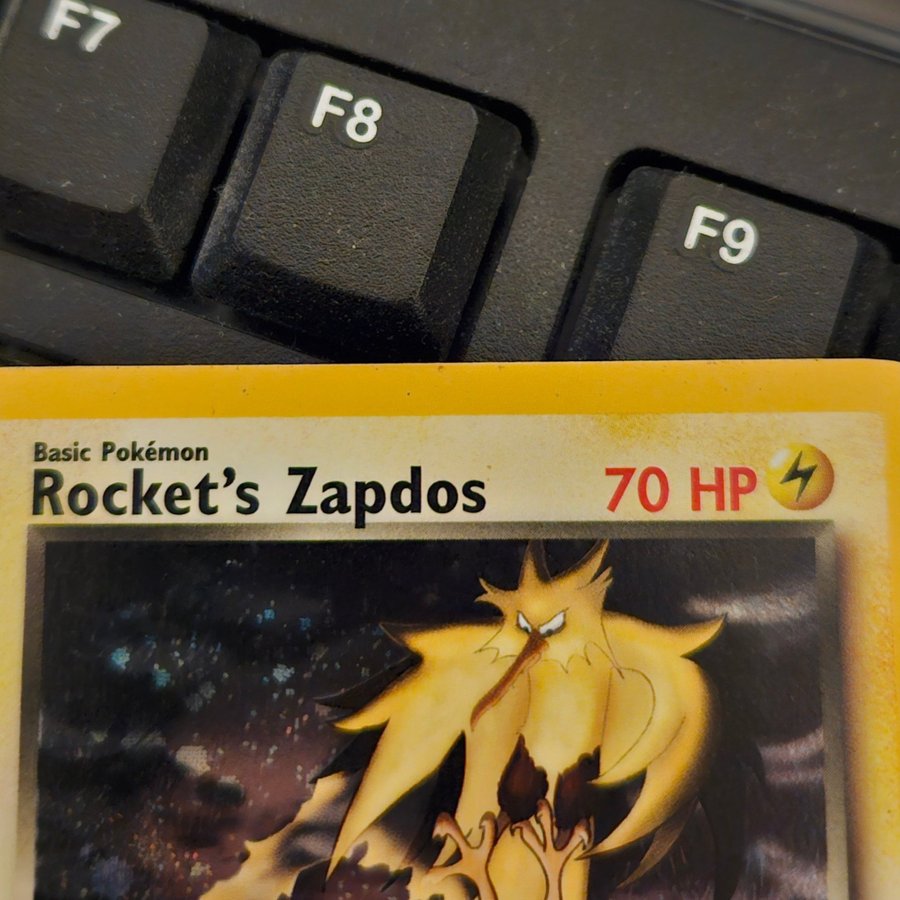 F7
F8
F9
Basic Pokémon
Rocket's Zapdos 70 HP